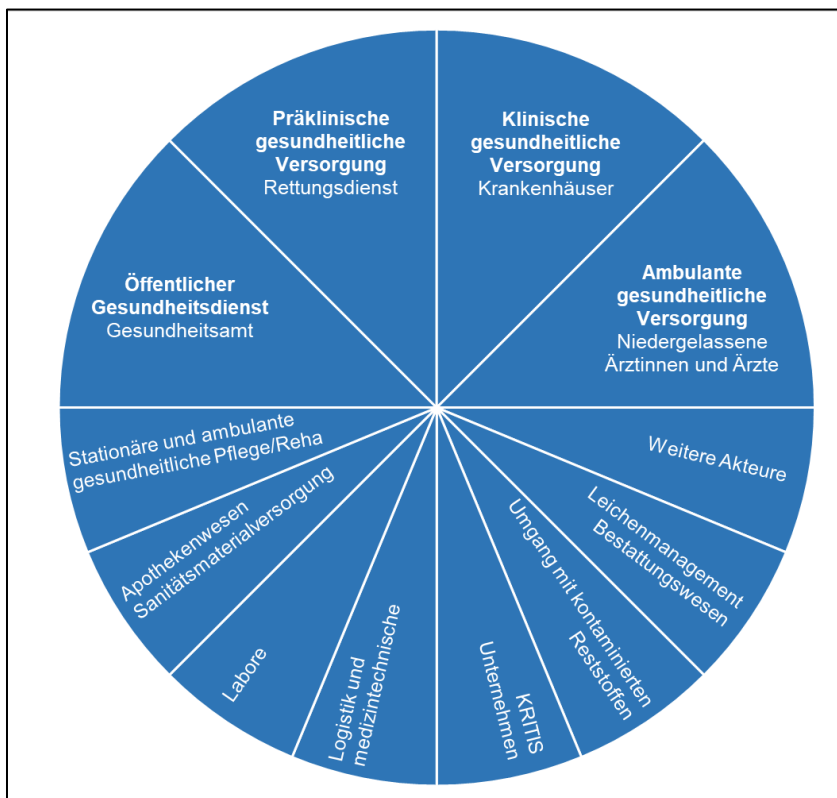 Präklinische
gesundheitliche
Versorgung
Rettungsdienst
Klinische
gesundheitliche
Versorgung
Krankenhäuser
Öffentlicher
Gesundheitsdienst
Gesundheitsamt
Ambulante
gesundheitliche
Versorgung
Niedergelassene
Ärztinnen und Ärzte
Stationäre und ambulante
gesundheitliche Pflege/Reha
Apothekenwesen
Sanitätsmaterialversorgung
Labore
Logistik und
medizintechnische
KRITIS
Unternehmen
Umgang mit kontaminierten
Reststoffen
Leichenmanagement
Bestattungswesen
Weitere Akteure